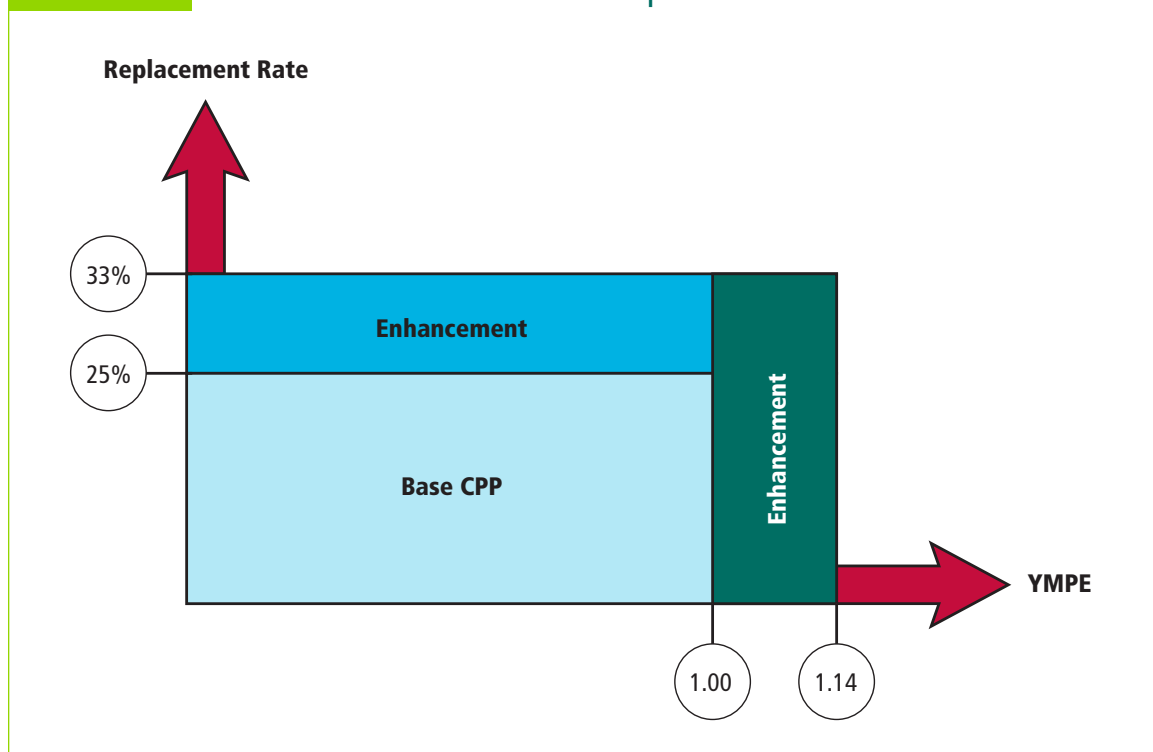 Replacement Rate
33%
Enhancement
25%
Enhancement
Base CPP
YMPE
1.00
1.14